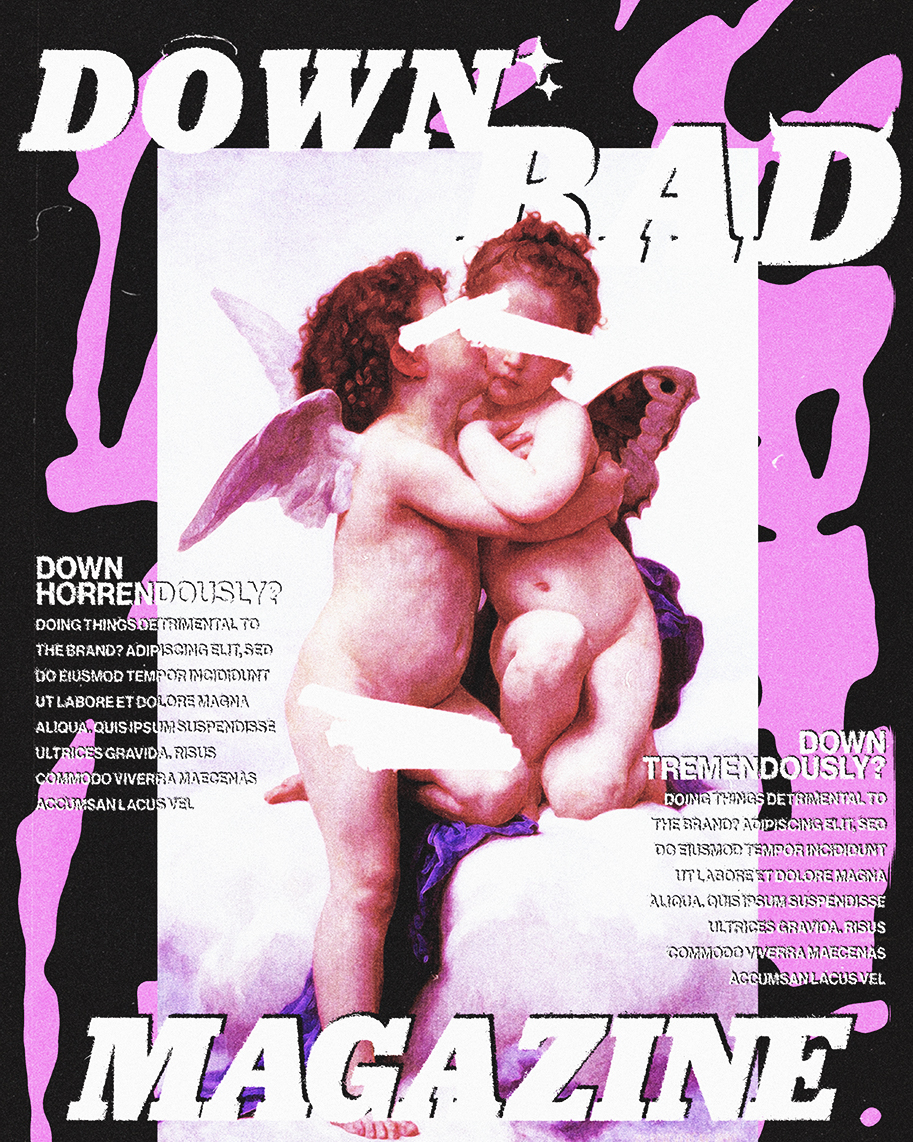 DOWN
BAD
DOWN
HORRENDOUSLY?
DOING THINGS DETRIMENTAL TO
THE BRAND? ADIPISCING ELIT, SED
DO EIUSMOD TEMPOR INCIDIDUNT
UT LABORE ET DOLORE MAGNA
ALIQUA. QUIS IPSUM SUSPENDISSE
ULTRICES GRAVIDA. RISUS
COMMODO VIVERRA MAECENAS
ACCUMSAN LACUS VEL
DOWN
TREMENDOUSLY?
DOING THINGS DETRIMENTAL TO
THE BRAND? ADIPISCING ELIT, SED
DO EIUSMOD TEMPOR INCIDIDUNT
UT LABORE ET DOLORE MAGNA
ALIQUA. QUIS IPSUM SUSPENDISSE
ULTRICES GRAVIDA. RISUS
COMMODO VIVERRA MAECENAS
ACCUMSAN LACUS VEL
MAGAZINE